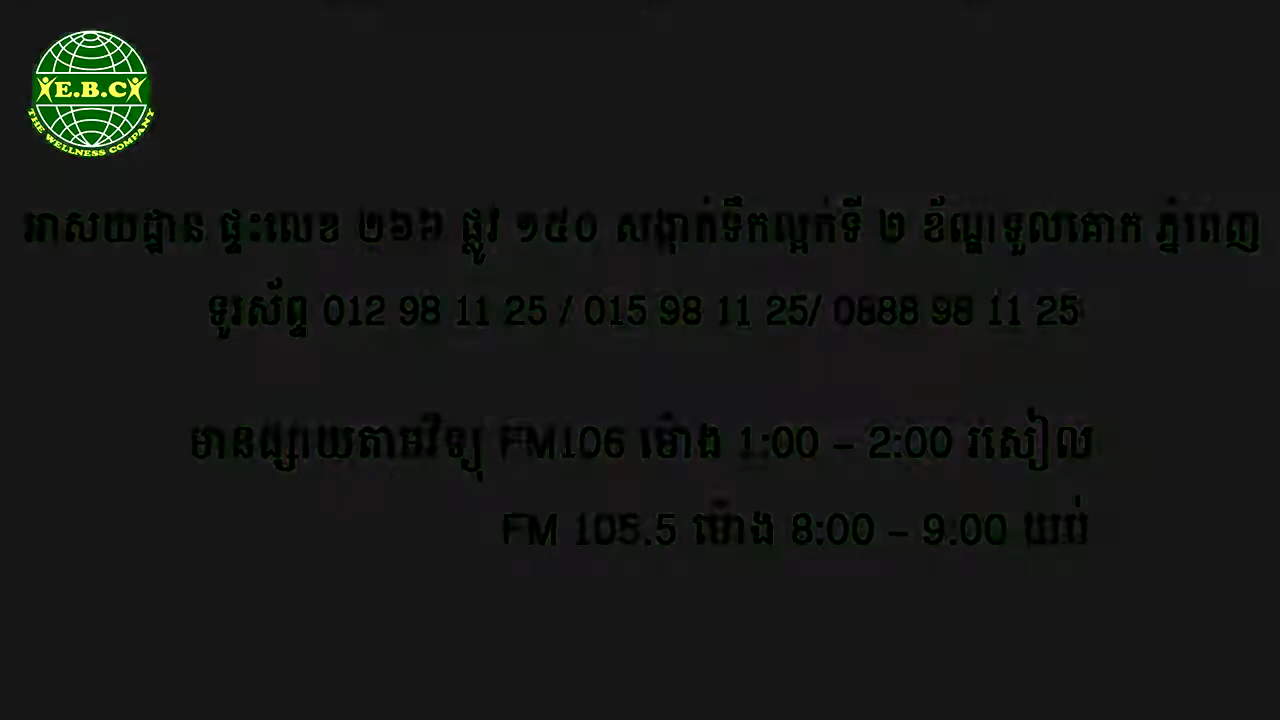 E.B.C
THE WELLNESS COMPANY
អាសយដ្ឋាន ផ្ទះលេខ ២៦៦ ផ្លូវ ១៥០ សង្កាត់ទឹកល្អក់ទី ២ ខ័ណ្ឌទួលគោក ភ្នំពេញ
ទូរស័ព្ទ 012 98 11 25 / 015 98 11 25/ 0888 98 11 25
មានផ្សាយតាមវិទ្យុ FM106 ម៉ោង 1:00 – 2:00 រសៀល
FM 105.5 ម៉ោង 8:00 – 9:00 យប់